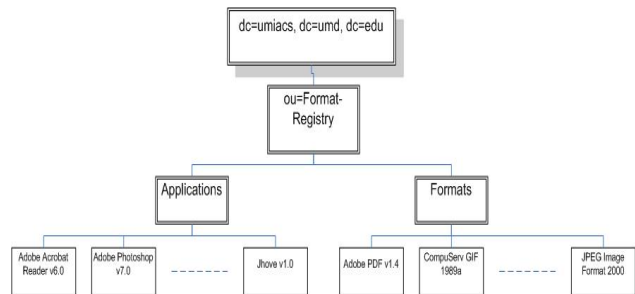 dc=umiacs, dc=umd, dc=edu
ou=Format-
Registry
Applications
Formats
Adobe Acrobat
Reader v6.0
Adobe Photoshop
v7.0
Jhove v1.0
Adobe PDF v1.4
CompuServ GIF
1989a
JPEG Image
Format 2000